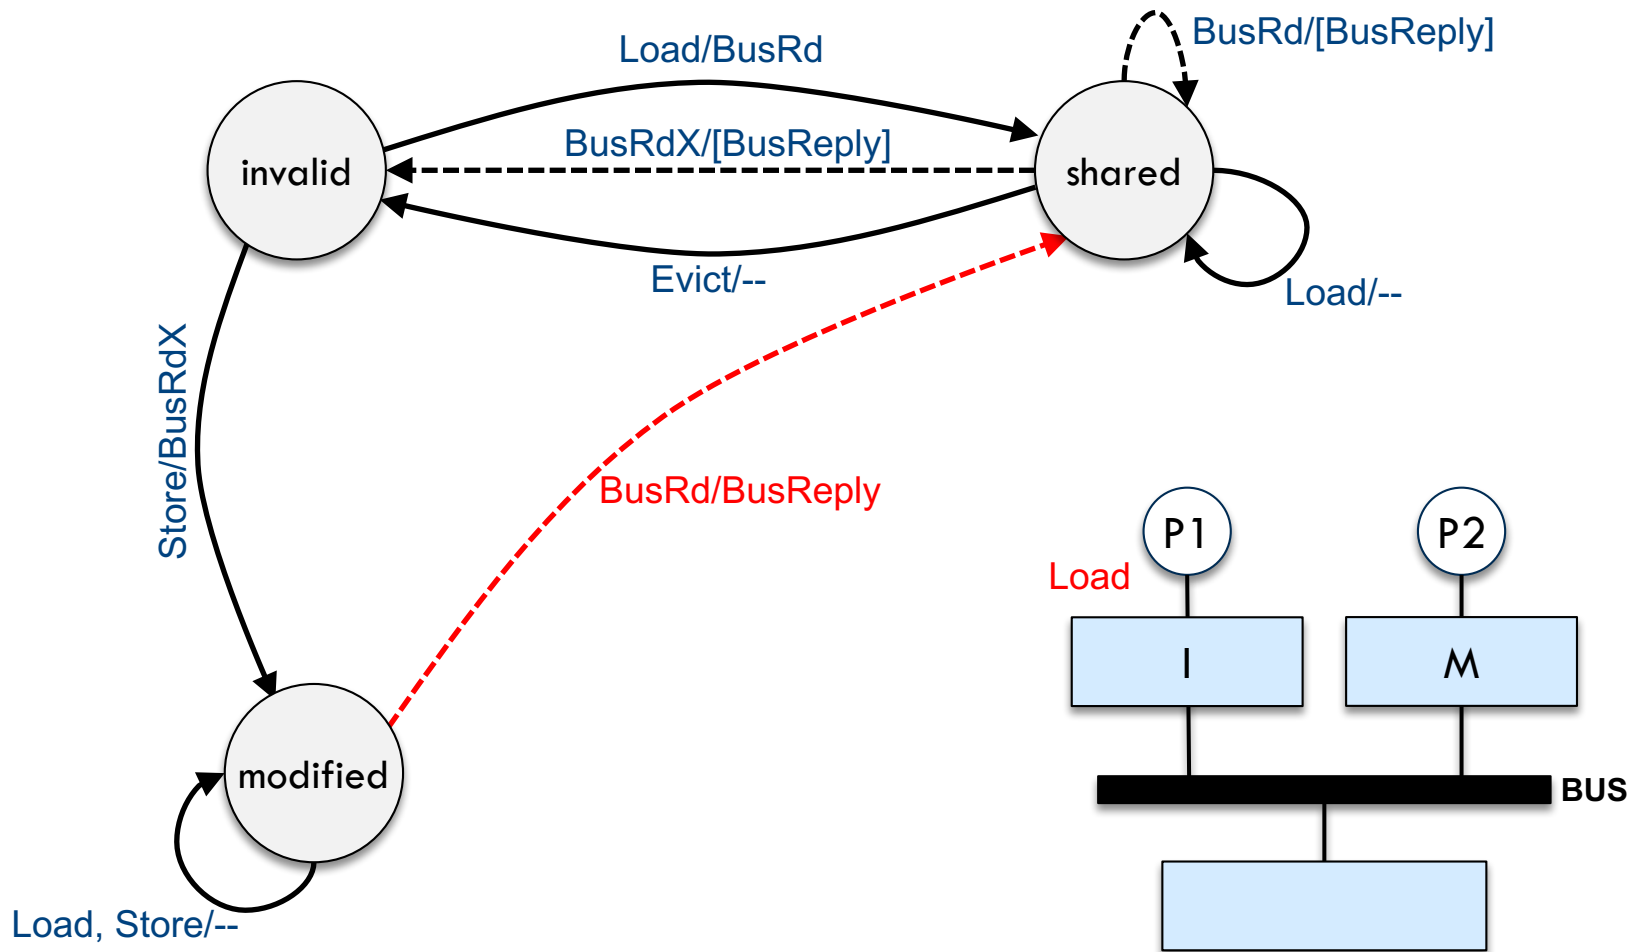 BusRd/[BusReply]
Load/BusRd
BusRdX/[BusReply]
invalid
shared
Evict/--
Load/--
Store/BusRdX
BusRd/BusReply
P1
P2
Load
I
M
modified
BUS
Load, Store/--